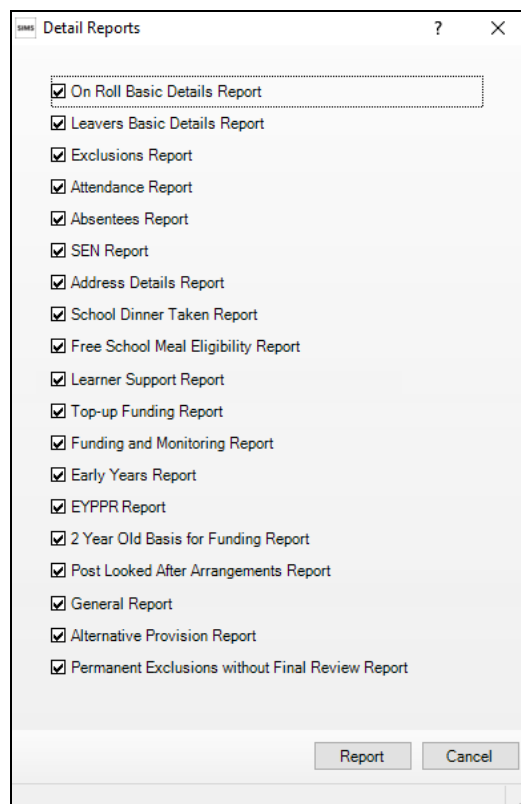 SIMS Detail Reports ?
On Roll Basic Details Report
Leavers Basic Details Report
Exclusions Report
Attendance Report
Absentees Report
SEN Report
Address Details Report
School Dinner Taken Report
Free School Meal Eligibility Report
Learner Support Report
Top-up Funding Report
Funding and Monitoring Report
Early Years Report
EYPPR Report
2 Year Old Basis for Funding Report
Post Looked After Arrangements Report
General Report
Alternative Provision Report
Permanent Exclusions without Final Review Report
Report Cancel